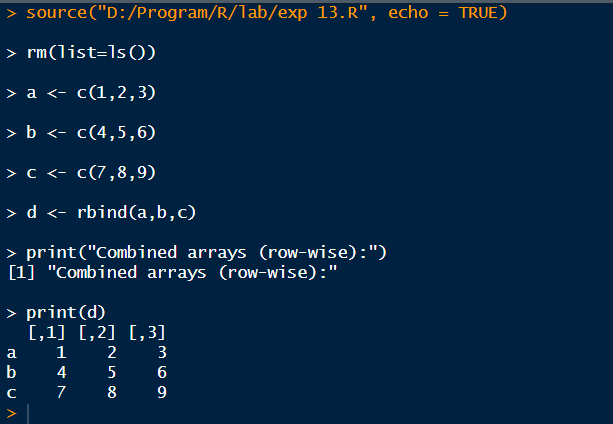 > source("D:/Program/R/lab/exp 13.R", echo = TRUE)
> rm(list=ls())
> a <- c(1,2,3)
> b <- c(4,5,6)
> c <- c(7,8,9)
> d <- rbind(a,b,c)
> print("Combined arrays (row-wise):")
[1] "Combined arrays (row-wise):"
> print(d)
  [,1] [,2] [,3]
a    1    2    3
b    4    5    6
c    7    8    9
>